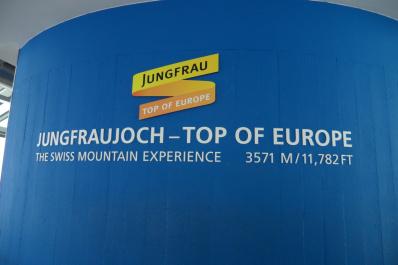 JUNGFRAU
TOP OF EUROPE
JUNGFRAUJOCH – TOP OF EUROPE
THE SWISS MOUNTAIN EXPERIENCE 3571 M/11,782 FT